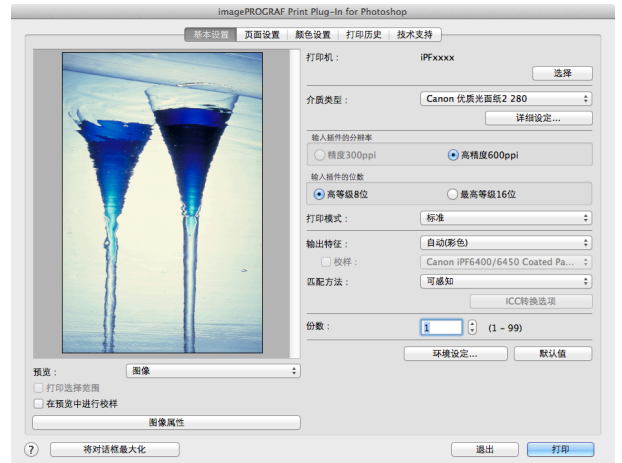 imagePROGRAF Print Plug-In for Photoshop
基本设置 页面设置 颜色设置 打印历史 技术支持
打印机： iPFxxxx
选择
介质类型： Canon 优质光面纸2 280
详细设定...
输入插件的分辨率
精度300ppi 高精度600ppi
输入插件的位数
高等级8位 最高等级16位
打印模式： 标准
输出特征： 自动(彩色)
校样： Canon iPF6400/6450 Coated Pa...
匹配方法： 可感知
ICC转换选项
份数： 1 (1 – 99)
环境设定... 默认值
预览： 图像
打印选择范围
在预览中进行校样
图像属性
? 将对话框最大化 退出 打印